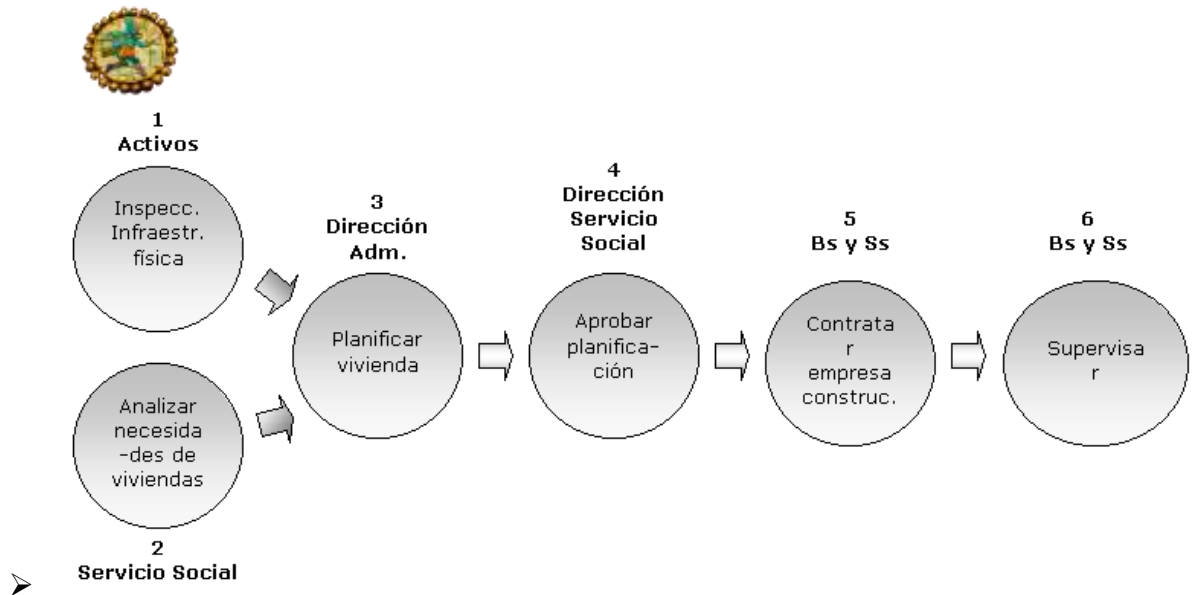 1
Activos
Inspecc.
Infraestr.
física
Analizar
necesida
-des de
viviendas
2
Servicio Social
3
Dirección
Adm.
Planificar
vivienda
4
Dirección
Servicio
Social
Aprobar
planifica-
ción
5
Bs y Ss
Contrata
r
empresa
construc.
6
Bs y Ss
Supervisa
r